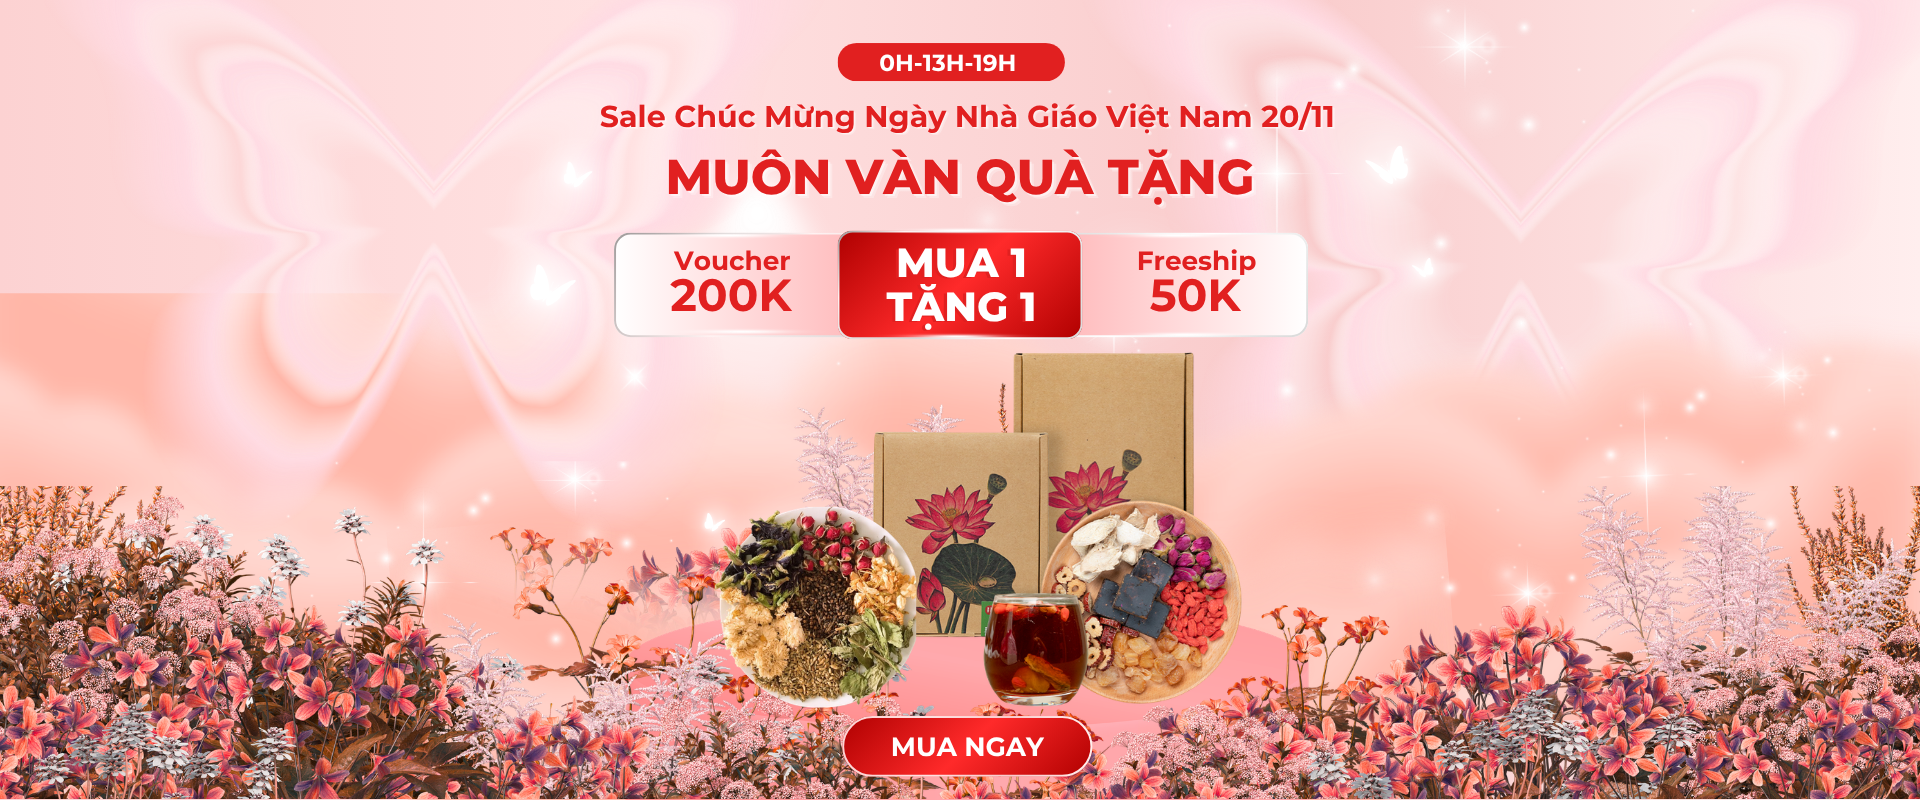 0H-13H-19H
Sale Chúc Mừng Ngày Nhà Giáo Việt Nam 20/11
MUÔN VÀN QUÀ TẶNG
Voucher
200K
MUA 1
TẶNG 1
Freeship
50K
MUA NGAY